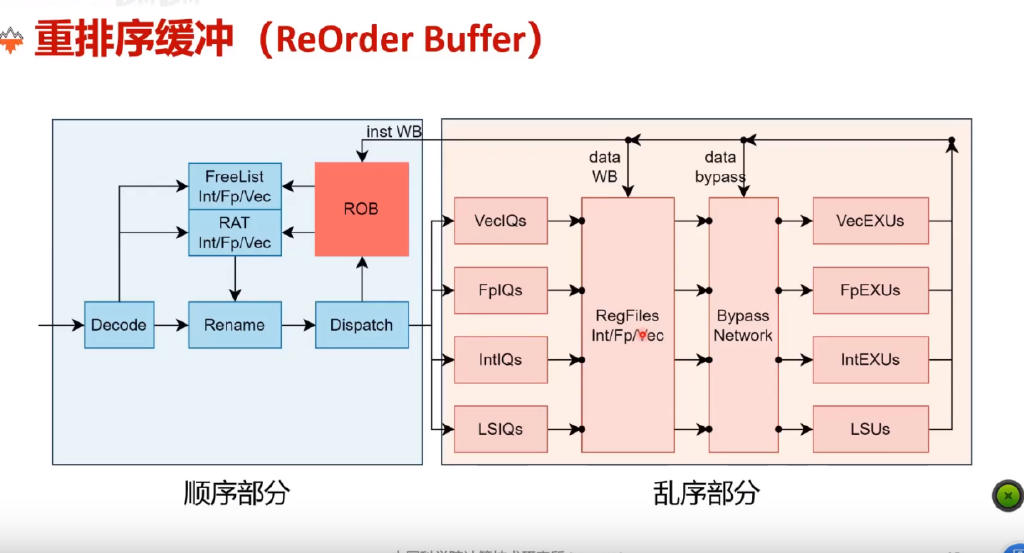 重排序缓冲（ReOrder Buffer）
inst WB
data
WB
data
bypass
FreeList
Int/Fp/Vec
RAT
Int/Fp/Vec
ROB
Decode
Rename
Dispatch
VecIQs
FpIQs
IntIQs
LSIQs
RegFiles
Int/Fp/Vec
Bypass
Network
VecEXUs
FpEXUs
IntEXUs
LSUs
顺序部分
乱序部分